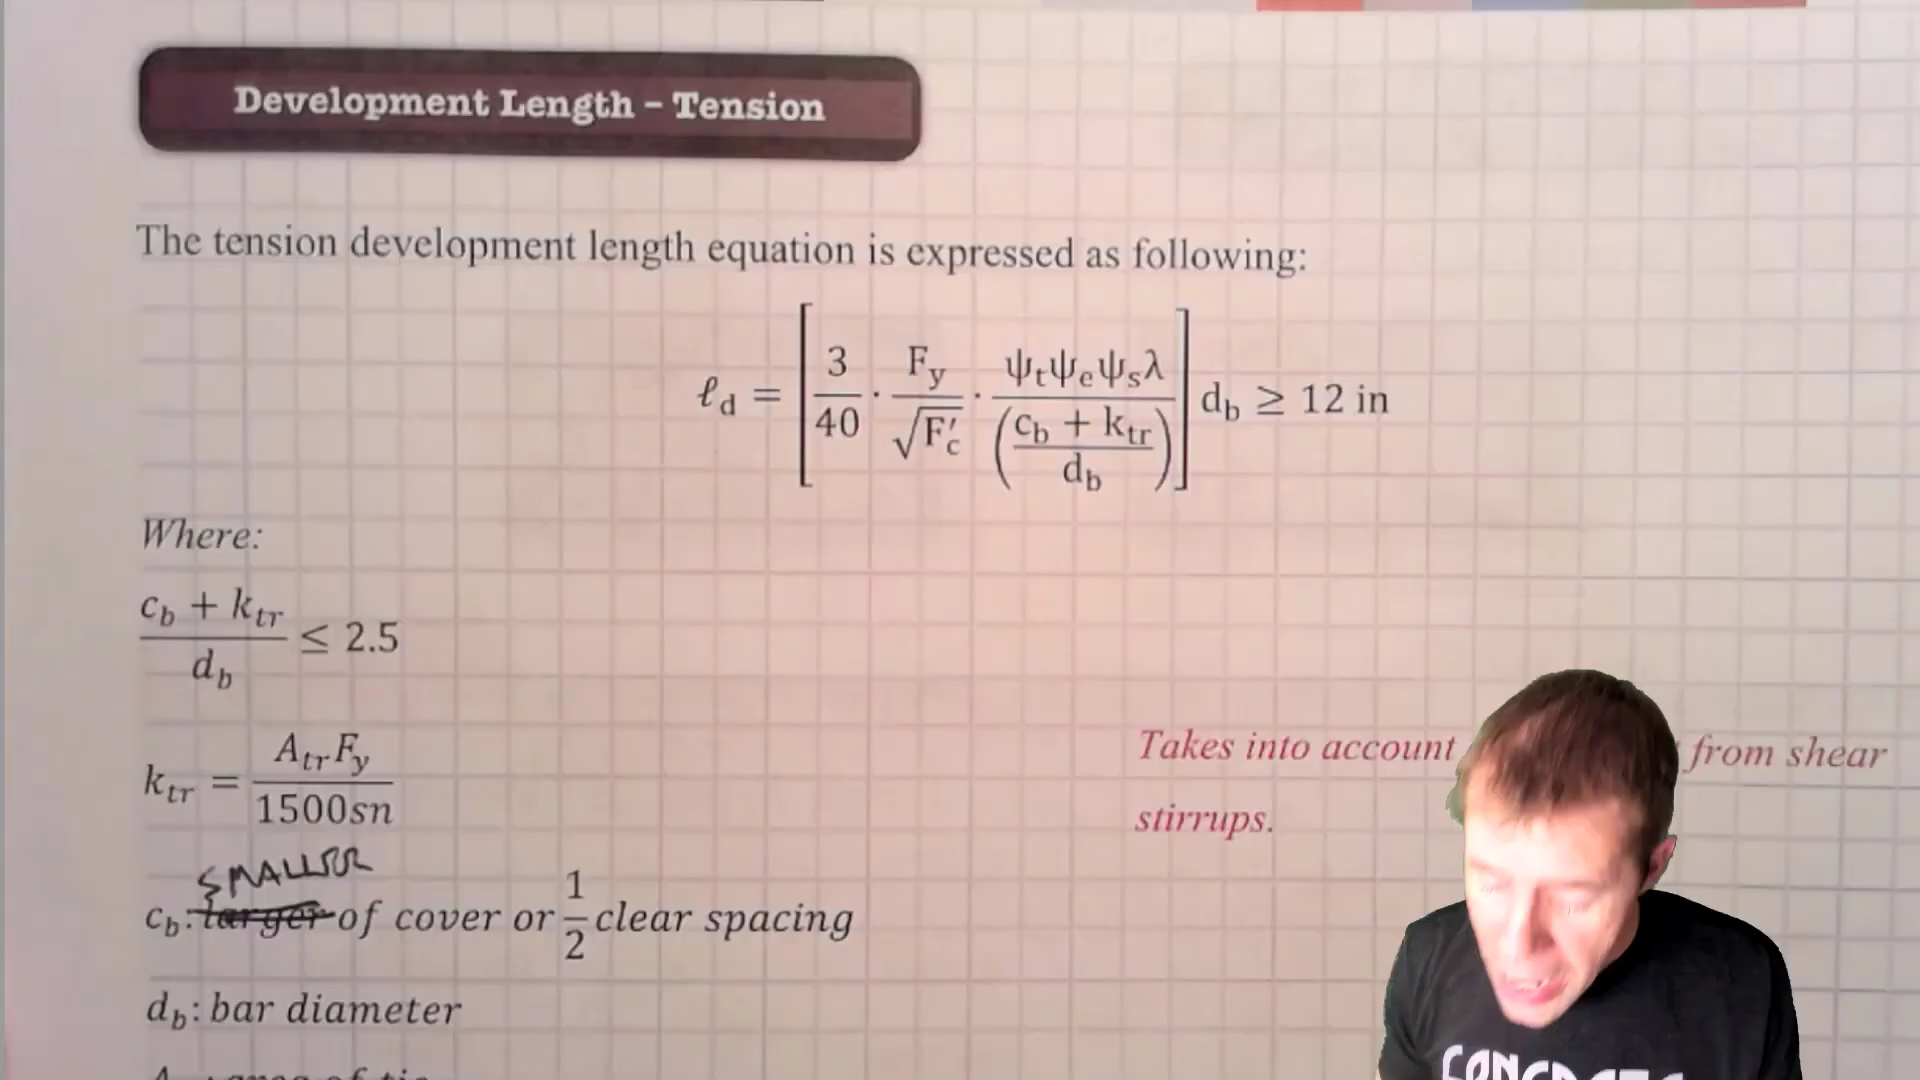 Development Length – Tension
The tension development length equation is expressed as following:
ℓd = [3/40 · Fy/√F′c · ψtψeψsλ/((cb + ktr)/db)] db ≥ 12 in
Where:
(cb + ktr)/db ≤ 2.5
ktr = AtrFy/1500sn
Takes into account from shear
stirrups.
SMALLER
cb: larger of cover or 1/2 clear spacing
db: bar diameter